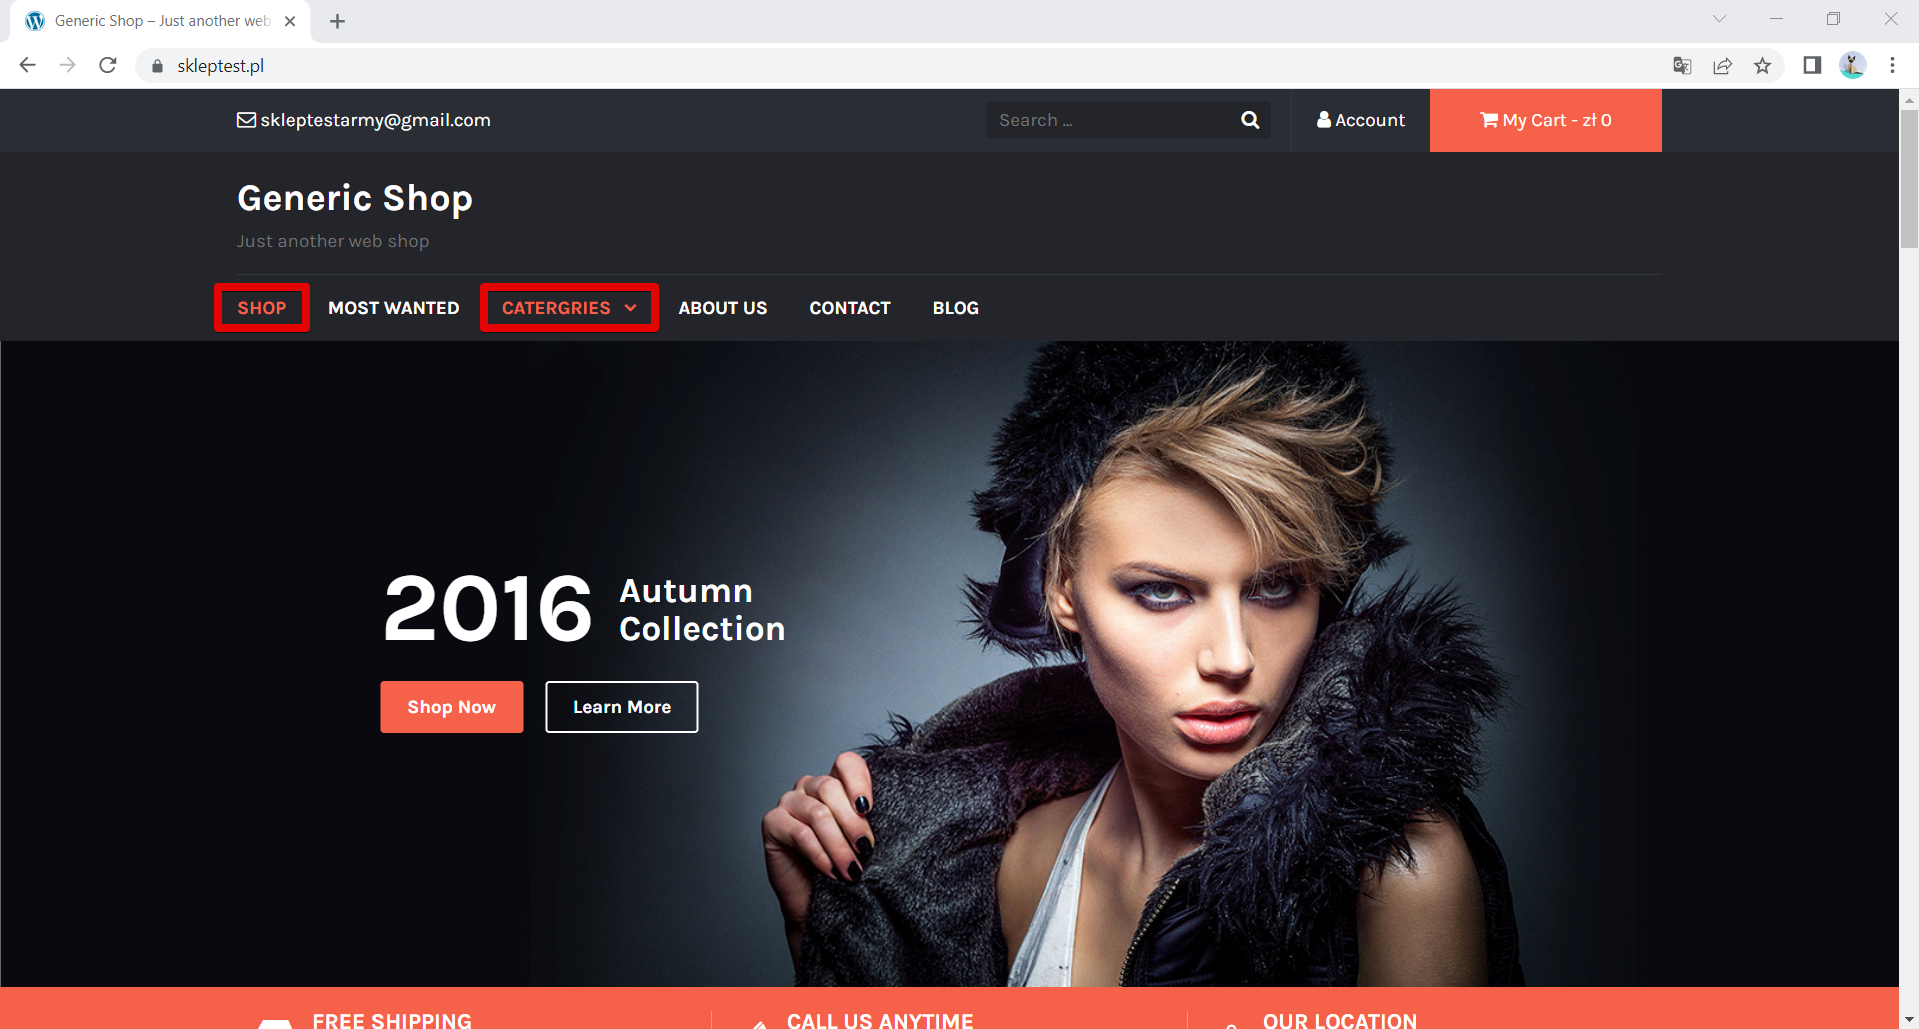 Generic Shop – Just another web
skleptest.pl
skleptestarmy@gmail.com
Search ...
Account
My Cart - zł 0
Generic Shop
Just another web shop
SHOP
MOST WANTED
CATERGRIES
ABOUT US
CONTACT
BLOG
2016
Autumn
Collection
Shop Now
Learn More
FREE SHIPPING
CALL US ANYTIME
OUR LOCATION